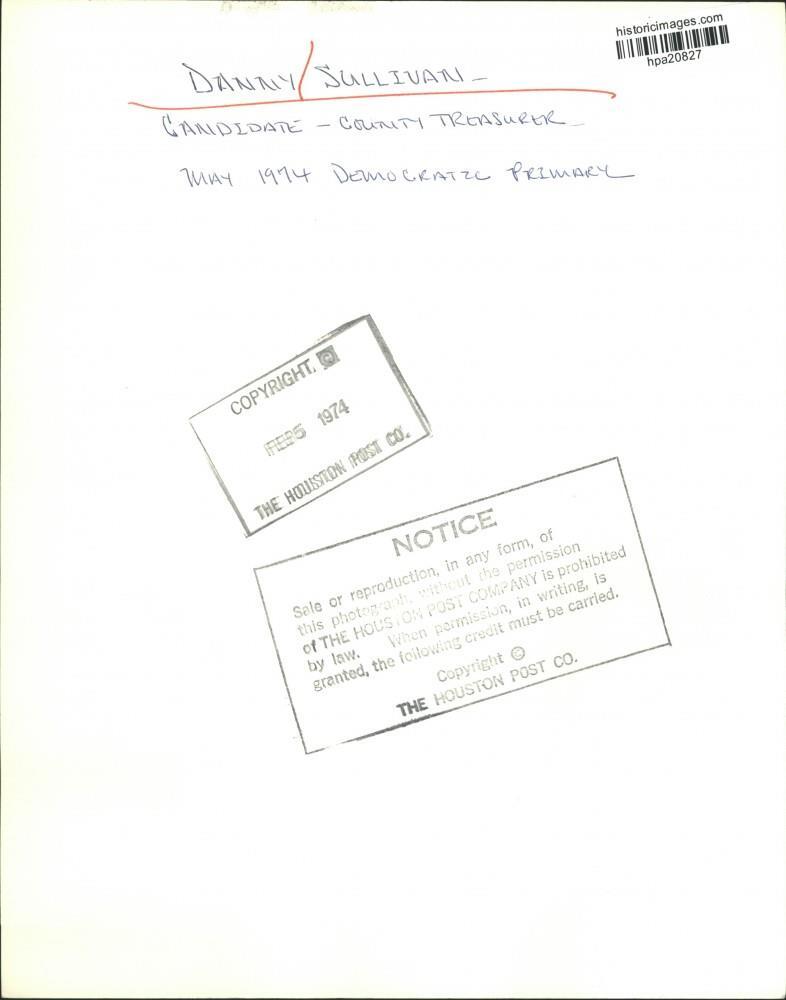 historicimages.com
hpa20827
DANNY/SULLIVAN -
CANDIDATE - COUNTY TREASURER -
MAY 1974 DEMOCRATIC PRIMARY
COPYRIGHT, ©
FEB 5 1974
THE HOUSTON POST CO.
NOTICE
Sale or reproduction, in any form, of
this photograph, without the permission
of THE HOUSTON POST COMPANY is prohibited
by law. When permission, in writing, is
granted, the following credit must be carried.
Copyright ©
THE HOUSTON POST CO.